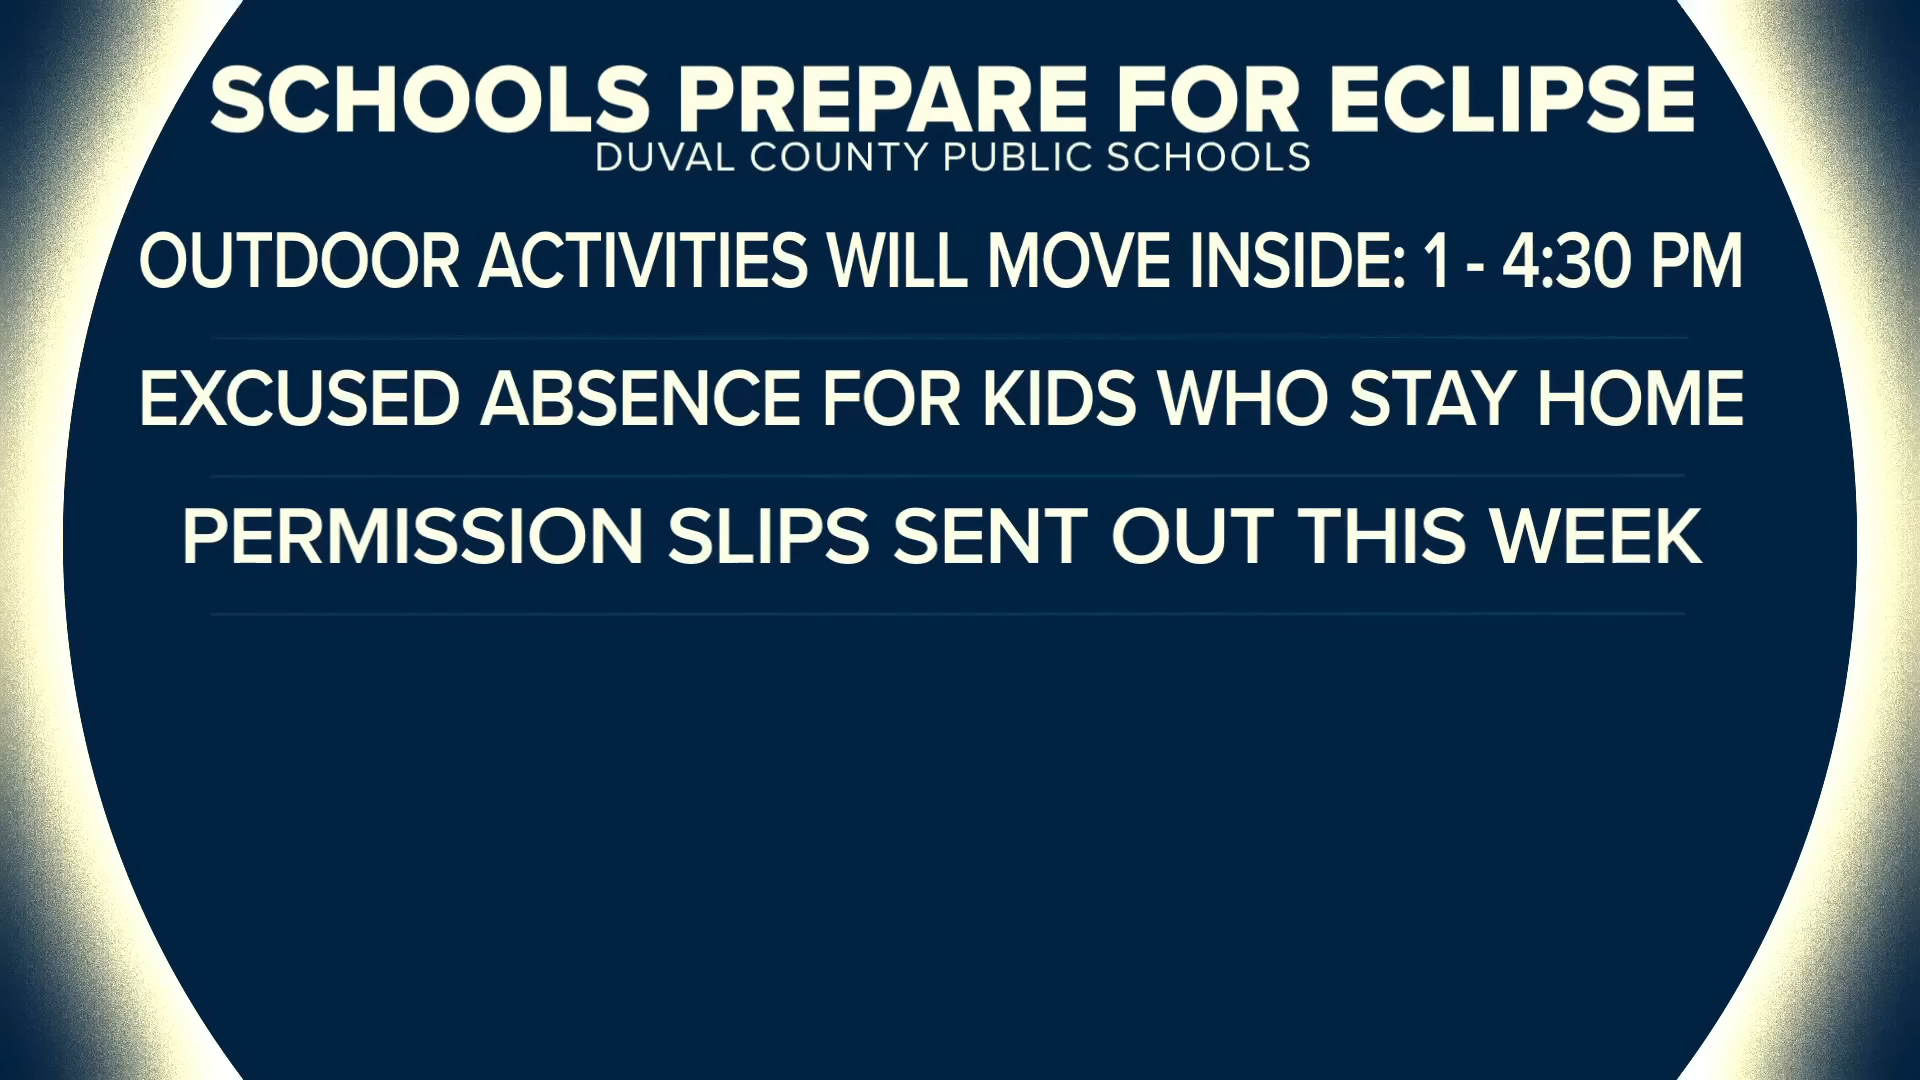 SCHOOLS PREPARE FOR ECLIPSE
DUVAL COUNTY PUBLIC SCHOOLS
OUTDOOR ACTIVITIES WILL MOVE INSIDE: 1 - 4:30 PM
EXCUSED ABSENCE FOR KIDS WHO STAY HOME
PERMISSION SLIPS SENT OUT THIS WEEK